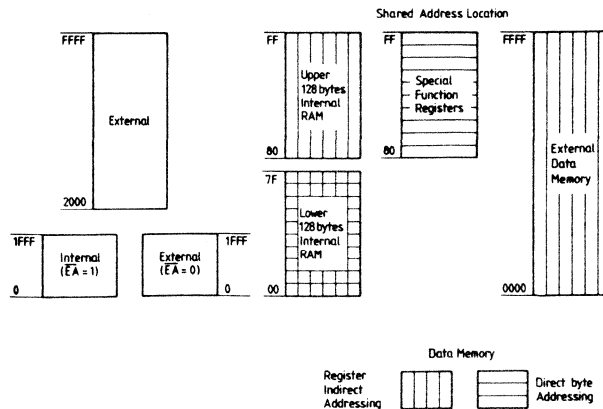 Shared Address Location
FFFF
External
2000
1FFF
Internal
(EA = 1)
0
External
(EA = 0)
1FFF
0
FF
Upper
128 bytes
Internal
RAM
80
7F
Lower
128 bytes
Internal
RAM
00
FF
Special
Function
Registers
80
FFFF
External
Data
Memory
0000
Data Memory
Register
Indirect
Addressing
Direct byte
Addressing